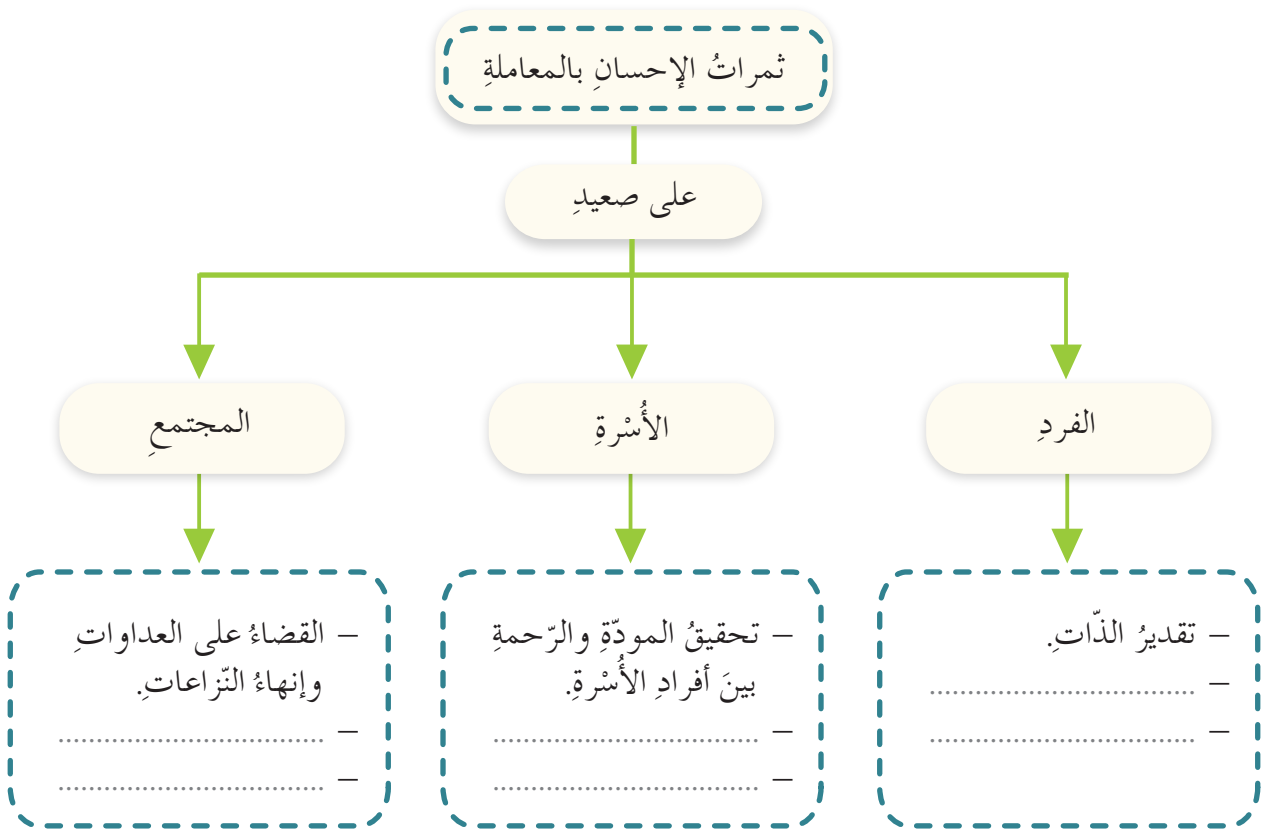 ثمراتُ الإحسانِ بالمعاملةِ
على صعيدِ
الفردِ
الأُسْرةِ
المجتمعِ
– تقديرُ الذّاتِ.
– ...................................
– ...................................
– تحقيقُ المودّةِ والرّحمةِ
بينَ أفرادِ الأُسْرةِ.
– ...................................
– ...................................
– القضاءُ على العداواتِ
وإنهاءُ النّزاعاتِ.
– ...................................
– ...................................